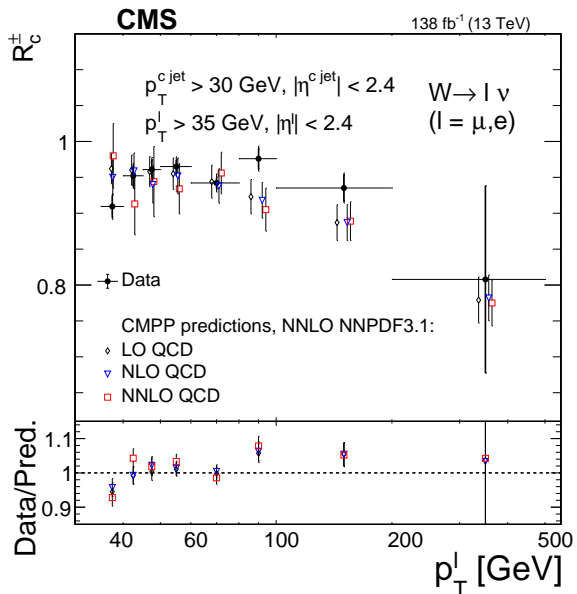 CMS
138 fb⁻¹ (13 TeV)
R_c^±
p_T^{c jet} > 30 GeV, |η^{c jet}| < 2.4
p_T^l > 35 GeV, |η^l| < 2.4
W → l ν
(l = μ,e)
1
0.8
Data
CMPP predictions, NNLO NNPDF3.1:
LO QCD
NLO QCD
NNLO QCD
Data/Pred.
1.1
1
0.9
40 60 100 200 500
p_T^l [GeV]